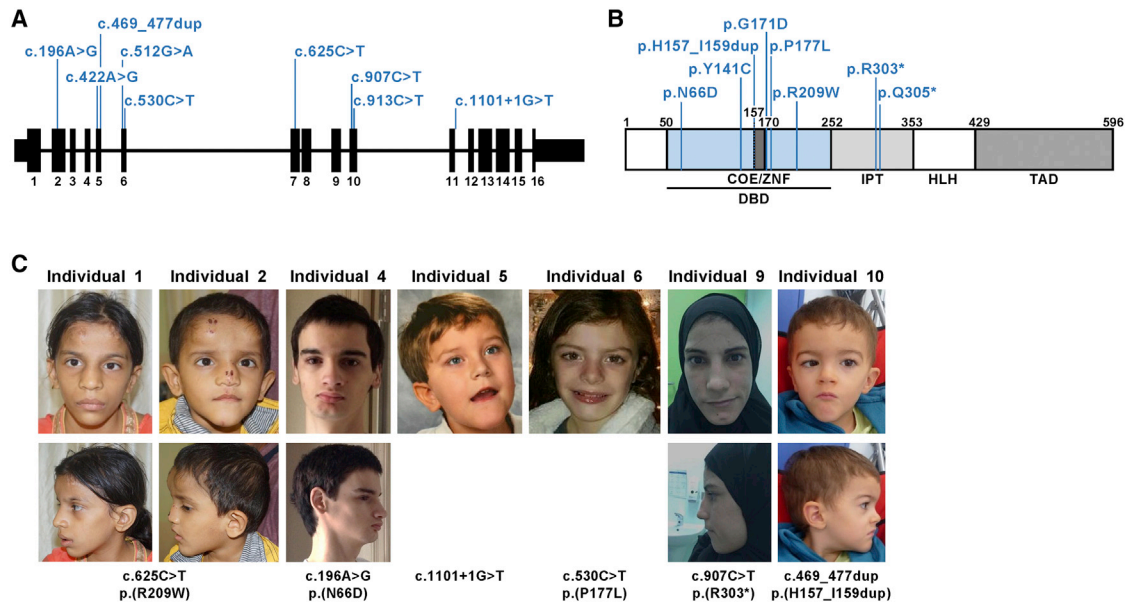 A
c.469_477dup
c.196A>G
c.512G>A
c.625C>T
c.422A>G
c.907C>T
c.530C>T
c.913C>T
c.1101+1G>T
1 2 3 4 5 6 7 8 9 10 11 12 13 14 15 16
B
p.G171D
p.H157_I159dup
p.P177L
p.Y141C
p.R303*
p.N66D
p.R209W
p.Q305*
157
1 50 170 252 353 429 596
COE/ZNF IPT HLH TAD
DBD
C
Individual 1 Individual 2 Individual 4 Individual 5 Individual 6 Individual 9 Individual 10
c.625C>T c.196A>G c.1101+1G>T c.530C>T c.907C>T c.469_477dup
p.(R209W) p.(N66D) p.(P177L) p.(R303*) p.(H157_I159dup)